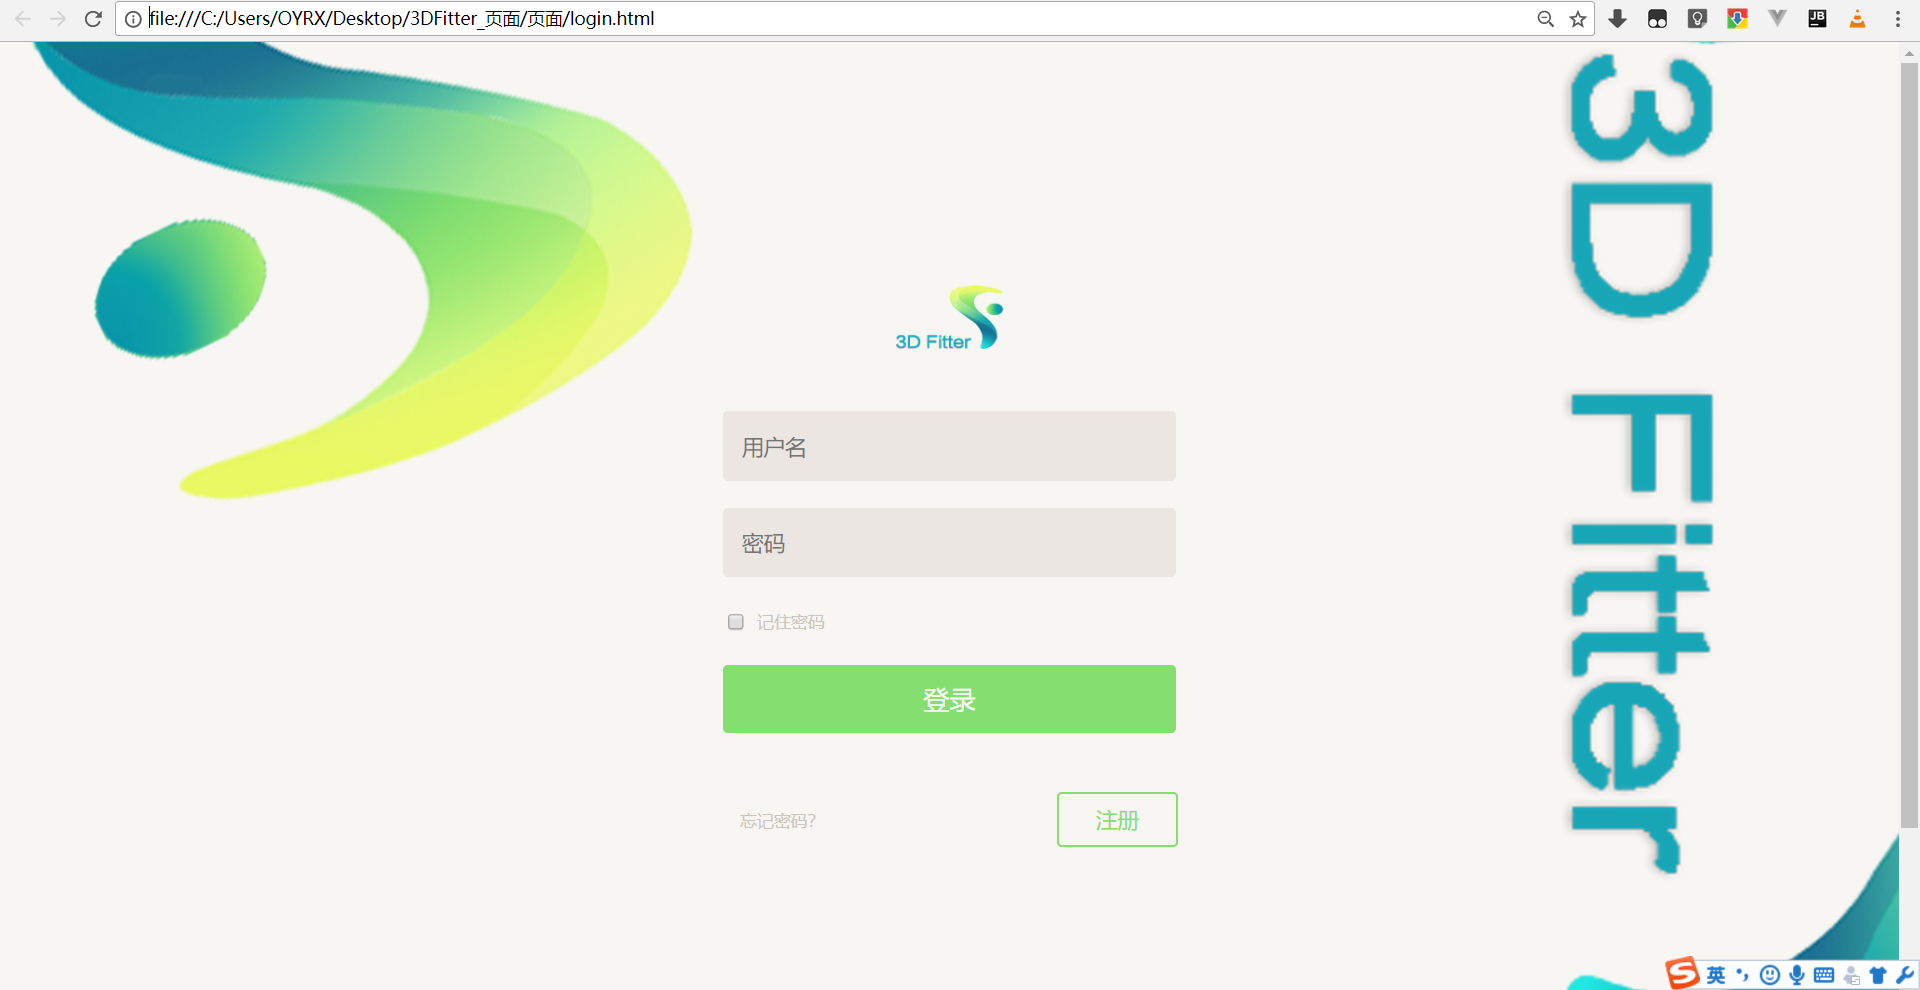 file:///C:/Users/OYRX/Desktop/3DFitter_页面/页面/login.html
JB
3D Fitter
3D Fitter
用户名
密码
记住密码
登录
忘记密码?
注册
S 英